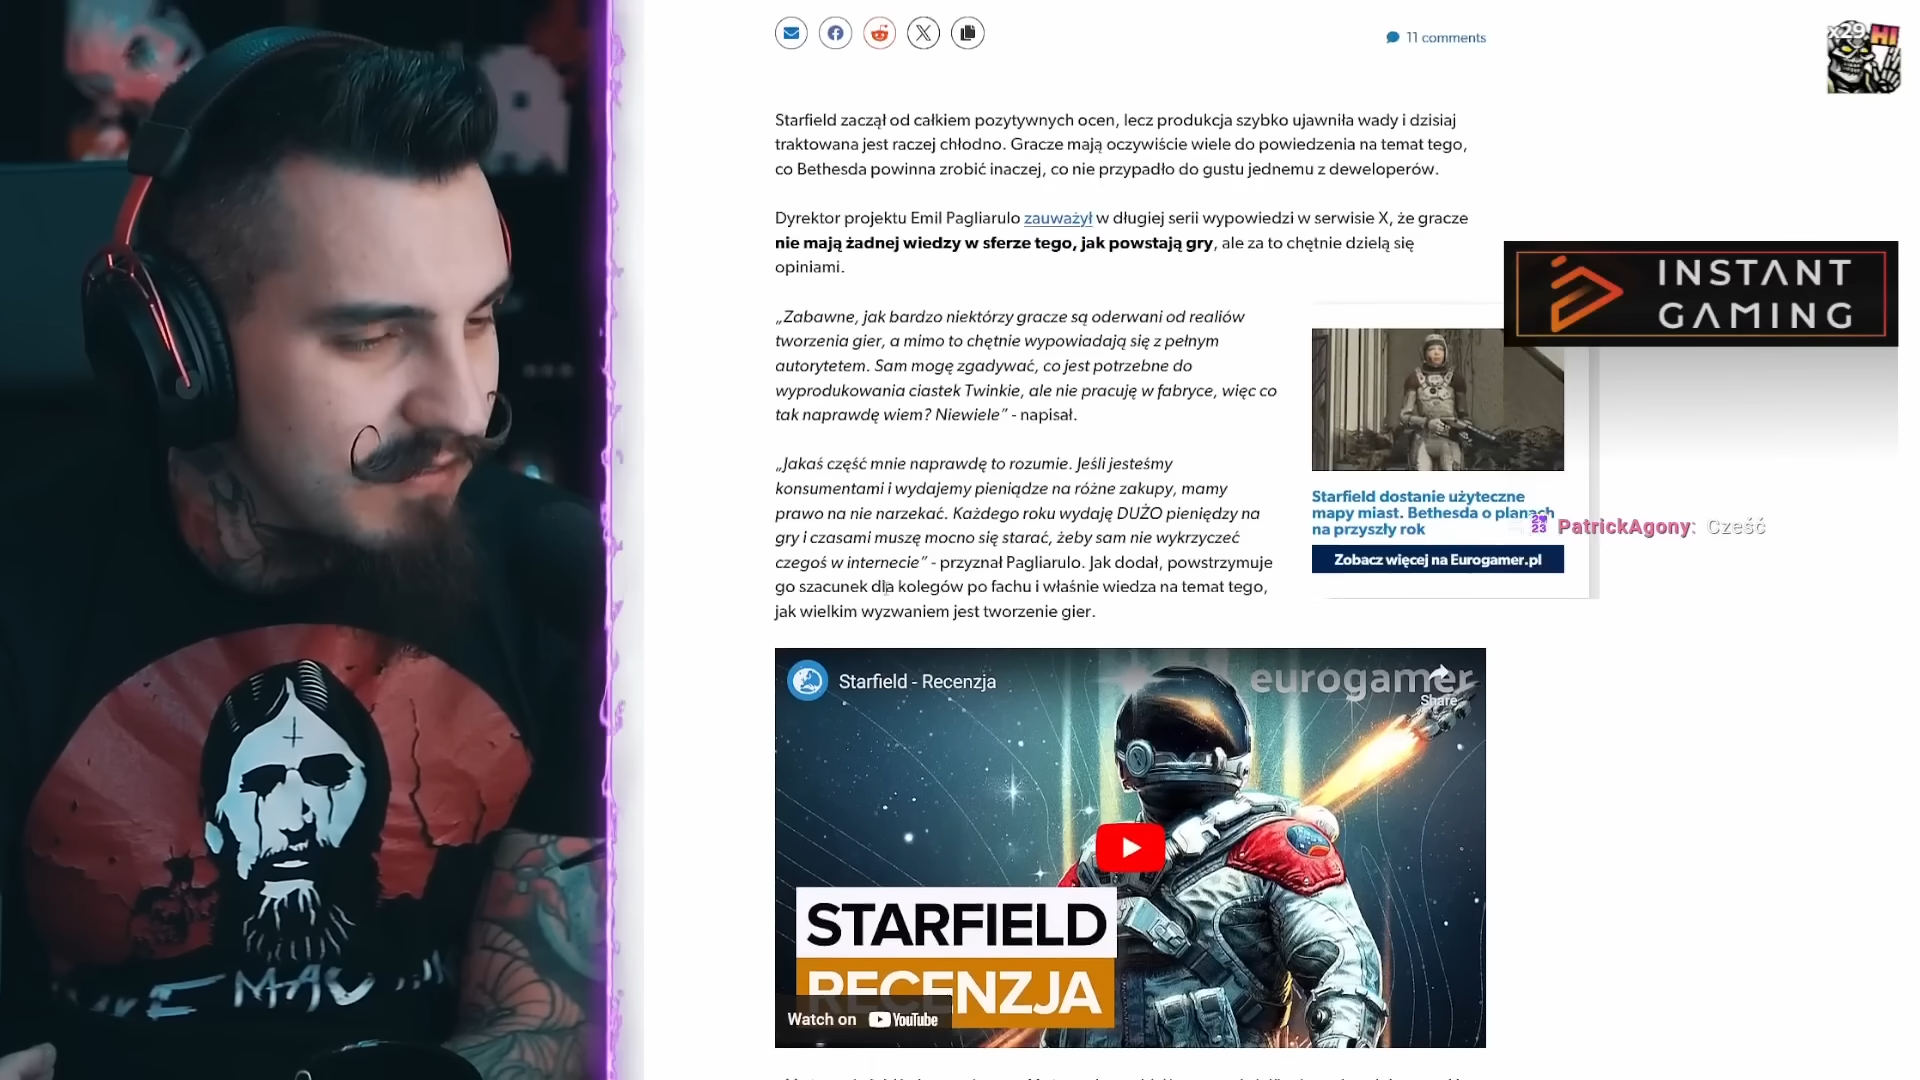 11 comments
x29
HI
Starfield zaczął od całkiem pozytywnych ocen, lecz produkcja szybko ujawniła wady i dzisiaj
traktowana jest raczej chłodno. Gracze mają oczywiście wiele do powiedzenia na temat tego,
co Bethesda powinna zrobić inaczej, co nie przypadło do gustu jednemu z deweloperów.
Dyrektor projektu Emil Pagliarulo zauważył w długiej serii wypowiedzi w serwisie X, że gracze
nie mają żadnej wiedzy w sferze tego, jak powstają gry, ale za to chętnie dzielą się
opiniami.
„Zabawne, jak bardzo niektórzy gracze są oderwani od realiów
tworzenia gier, a mimo to chętnie wypowiadają się z pełnym
autorytetem. Sam mogę zgadywać, co jest potrzebne do
wyprodukowania ciastek Twinkie, ale nie pracuję w fabryce, więc co
tak naprawdę wiem? Niewiele” - napisał.
„Jakaś część mnie naprawdę to rozumie. Jeśli jesteśmy
konsumentami i wydajemy pieniądze na różne zakupy, mamy
prawo na nie narzekać. Każdego roku wydaję DUŻO pieniędzy na
gry i czasami muszę mocno się starać, żeby sam nie wykrzyczeć
czegoś w internecie” - przyznał Pagliarulo. Jak dodał, powstrzymuje
go szacunek dla kolegów po fachu i właśnie wiedza na temat tego,
jak wielkim wyzwaniem jest tworzenie gier.
INSTANT
GAMING
Starfield dostanie użyteczne
mapy miast. Bethesda o planach
na przyszły rok
Zobacz więcej na Eurogamer.pl
PatrickAgony: Cześć
Starfield - Recenzja
eurogamer
Share
STARFIELD
RECENZJA
Watch on YouTube